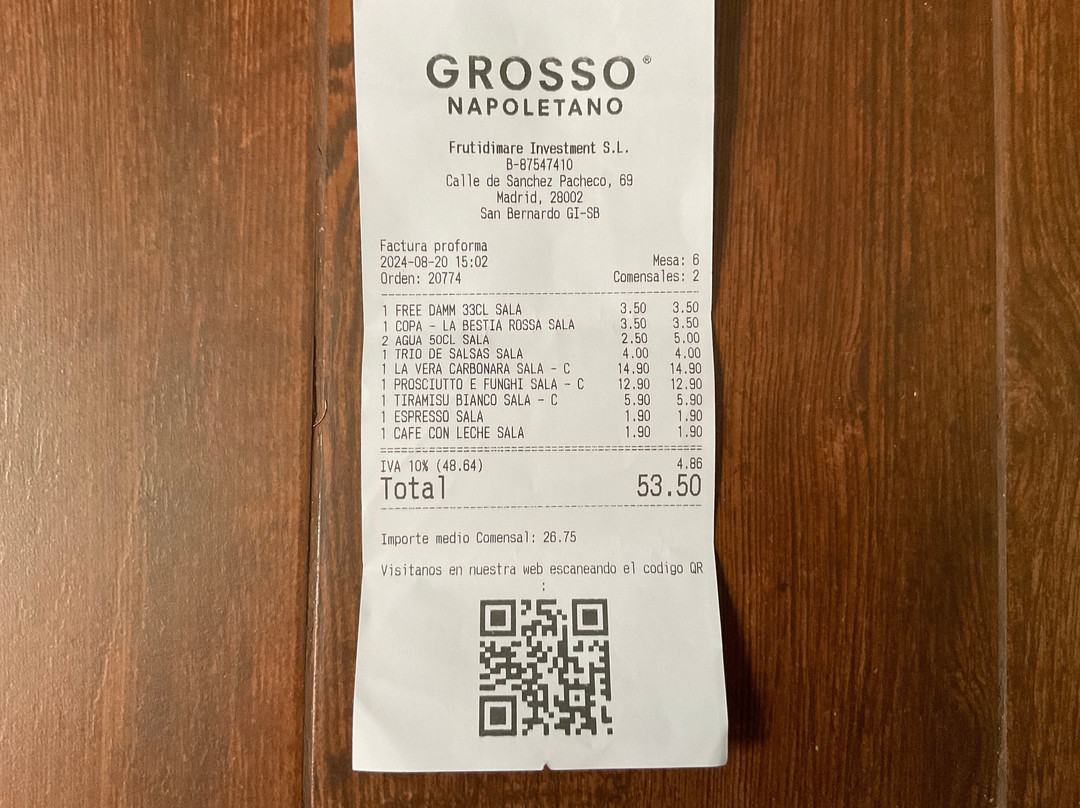 GROSSO®
NAPOLETANO
Frutidimare Investment S.L.
B-87547410
Calle de Sanchez Pacheco, 69
Madrid, 28002
San Bernardo GI-SB
Factura proforma
2024-08-20 15:02 Mesa: 6
Orden: 20774 Comensales: 2
1 FREE DAMM 33CL SALA 3.50 3.50
1 COPA - LA BESTIA ROSSA SALA 3.50 3.50
2 AGUA 50CL SALA 2.50 5.00
1 TRIO DE SALSAS SALA 4.00 4.00
1 LA VERA CARBONARA SALA - C 14.90 14.90
1 PROSCIUTTO E FUNGHI SALA - C 12.90 12.90
1 TIRAMISU BIANCO SALA - C 5.90 5.90
1 ESPRESSO SALA 1.90 1.90
1 CAFE CON LECHE SALA 1.90 1.90
IVA 10% (48.64) 4.86
Total 53.50
Importe medio Comensal: 26.75
Visitanos en nuestra web escaneando el codigo QR
: